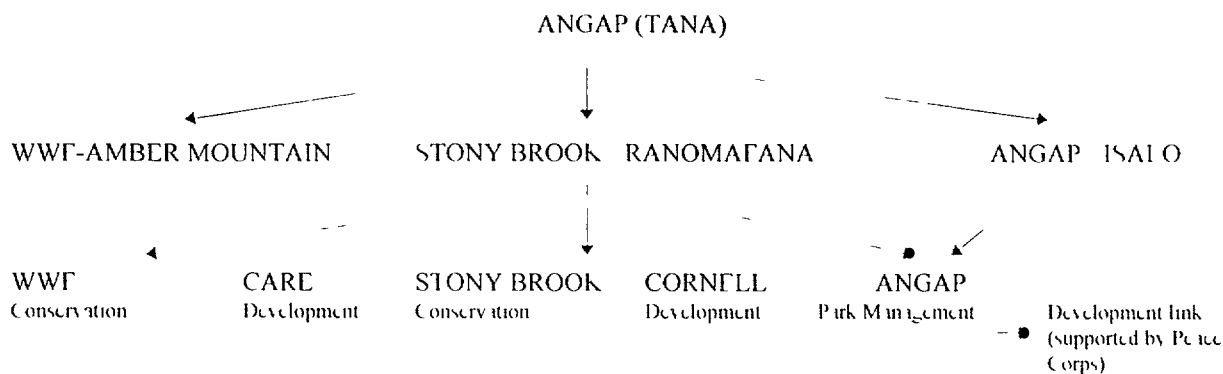 ANGAP (TANA)
WWF-AMBER MOUNTAIN STONY BROOK RANOMAFANA ANGAP ISALO
WWF CARE STONY BROOK CORNELL ANGAP
Conservation Development Conservation Development Park Management Development link
(supported by Peace
Corps)